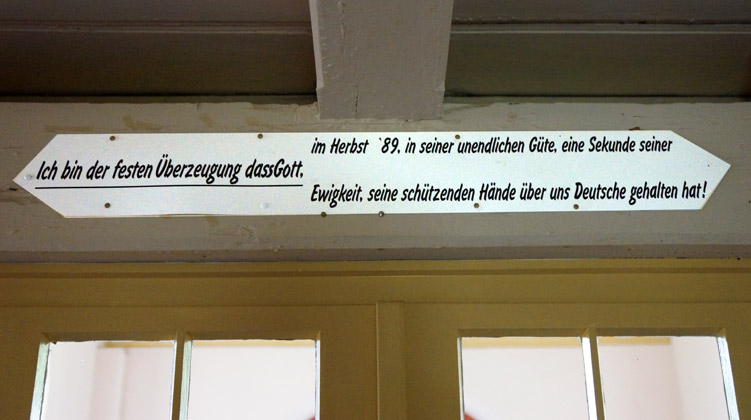 Ich bin der festen Überzeugung dassGott,
im Herbst `89, in seiner unendlichen Güte, eine Sekunde seiner
Ewigkeit, seine schützenden Hände über uns Deutsche gehalten hat!